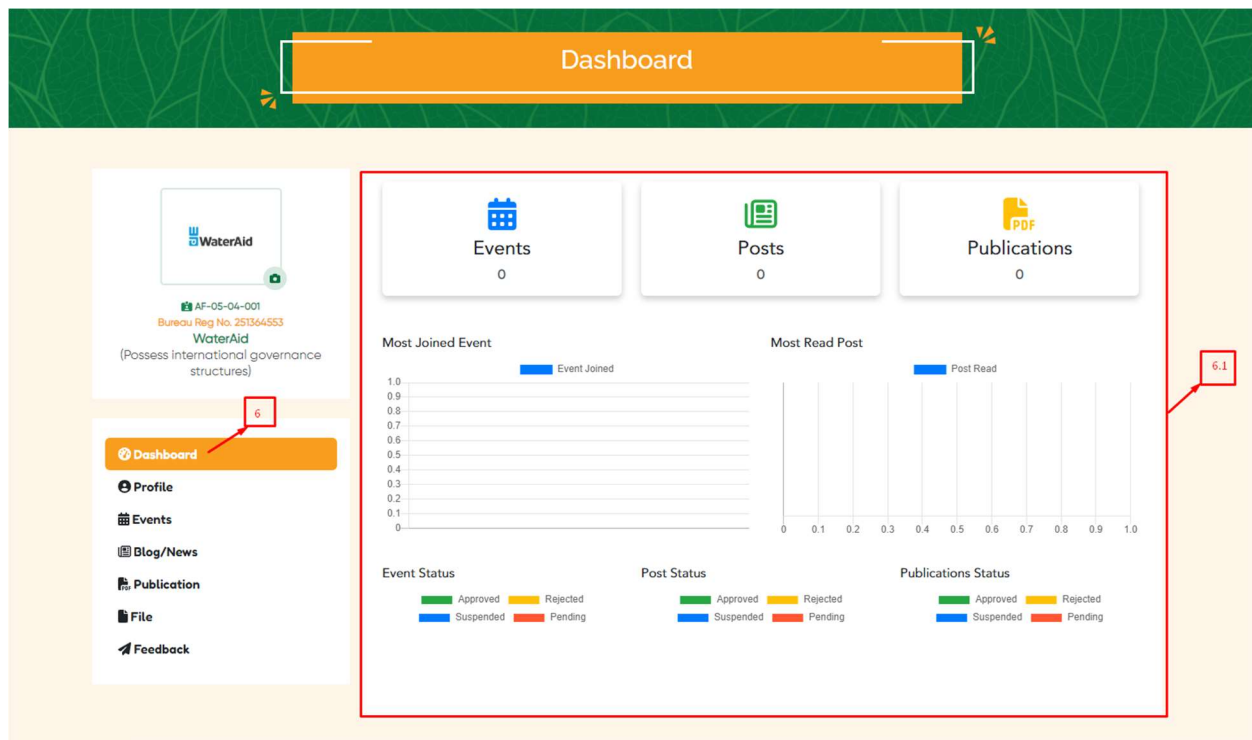 Dashboard
WaterAid
AF-05-04-001
Bureau Reg No. 251364553
WaterAid
(Possess international governance
structures)
6
Dashboard
Profile
Events
Blog/News
Publication
File
Feedback
Events
0
Posts
0
PDF
Publications
0
Most Joined Event
Event Joined
1.0
0.9
0.8
0.7
0.6
0.5
0.4
0.3
0.2
0.1
0
Most Read Post
Post Read
0 0.1 0.2 0.3 0.4 0.5 0.6 0.7 0.8 0.9 1.0
6.1
Event Status
Approved Rejected
Suspended Pending
Post Status
Approved Rejected
Suspended Pending
Publications Status
Approved Rejected
Suspended Pending